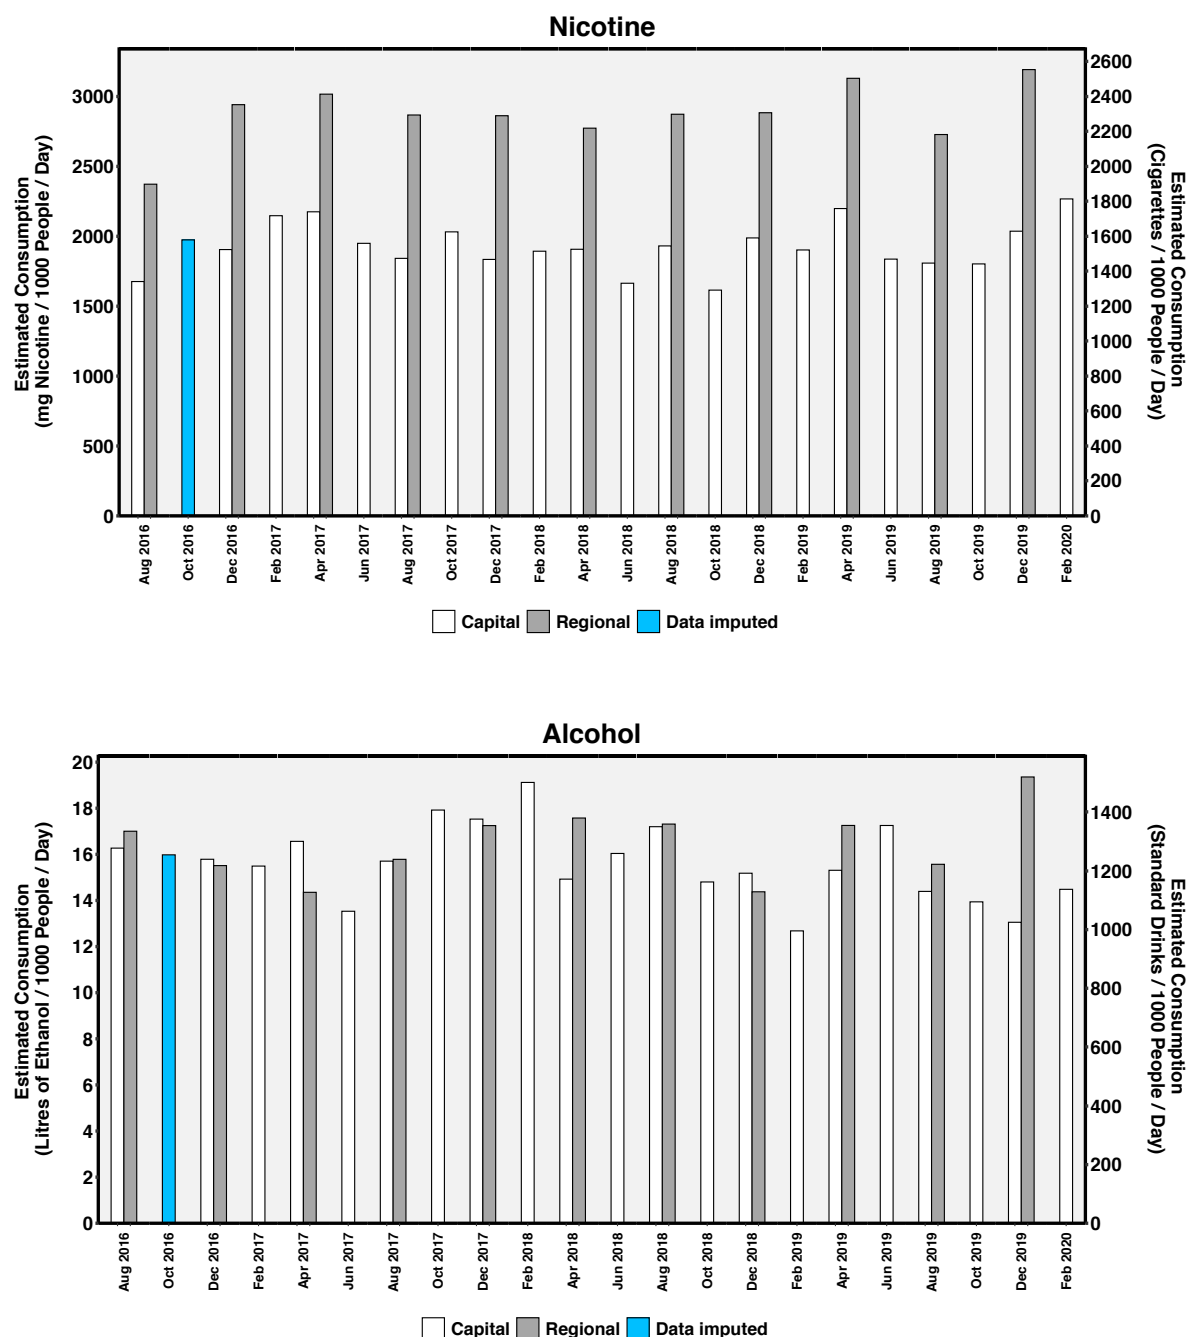 Nicotine
Estimated Consumption
(mg Nicotine / 1000 People / Day)
3000
2500
2000
1500
1000
500
0
2600
2400
2200
2000
1800
1600
1400
1200
1000
800
600
400
200
0
Estimated Consumption
(Cigarettes / 1000 People / Day)
Aug 2016
Oct 2016
Dec 2016
Feb 2017
Apr 2017
Jun 2017
Aug 2017
Oct 2017
Dec 2017
Feb 2018
Apr 2018
Jun 2018
Aug 2018
Oct 2018
Dec 2018
Feb 2019
Apr 2019
Jun 2019
Aug 2019
Oct 2019
Dec 2019
Feb 2020
Capital Regional Data imputed
Alcohol
Estimated Consumption
(Litres of Ethanol / 1000 People / Day)
20
18
16
14
12
10
8
6
4
2
0
1400
1200
1000
800
600
400
200
0
Estimated Consumption
(Standard Drinks / 1000 People / Day)
Aug 2016
Oct 2016
Dec 2016
Feb 2017
Apr 2017
Jun 2017
Aug 2017
Oct 2017
Dec 2017
Feb 2018
Apr 2018
Jun 2018
Aug 2018
Oct 2018
Dec 2018
Feb 2019
Apr 2019
Jun 2019
Aug 2019
Oct 2019
Dec 2019
Feb 2020
Capital Regional Data imputed